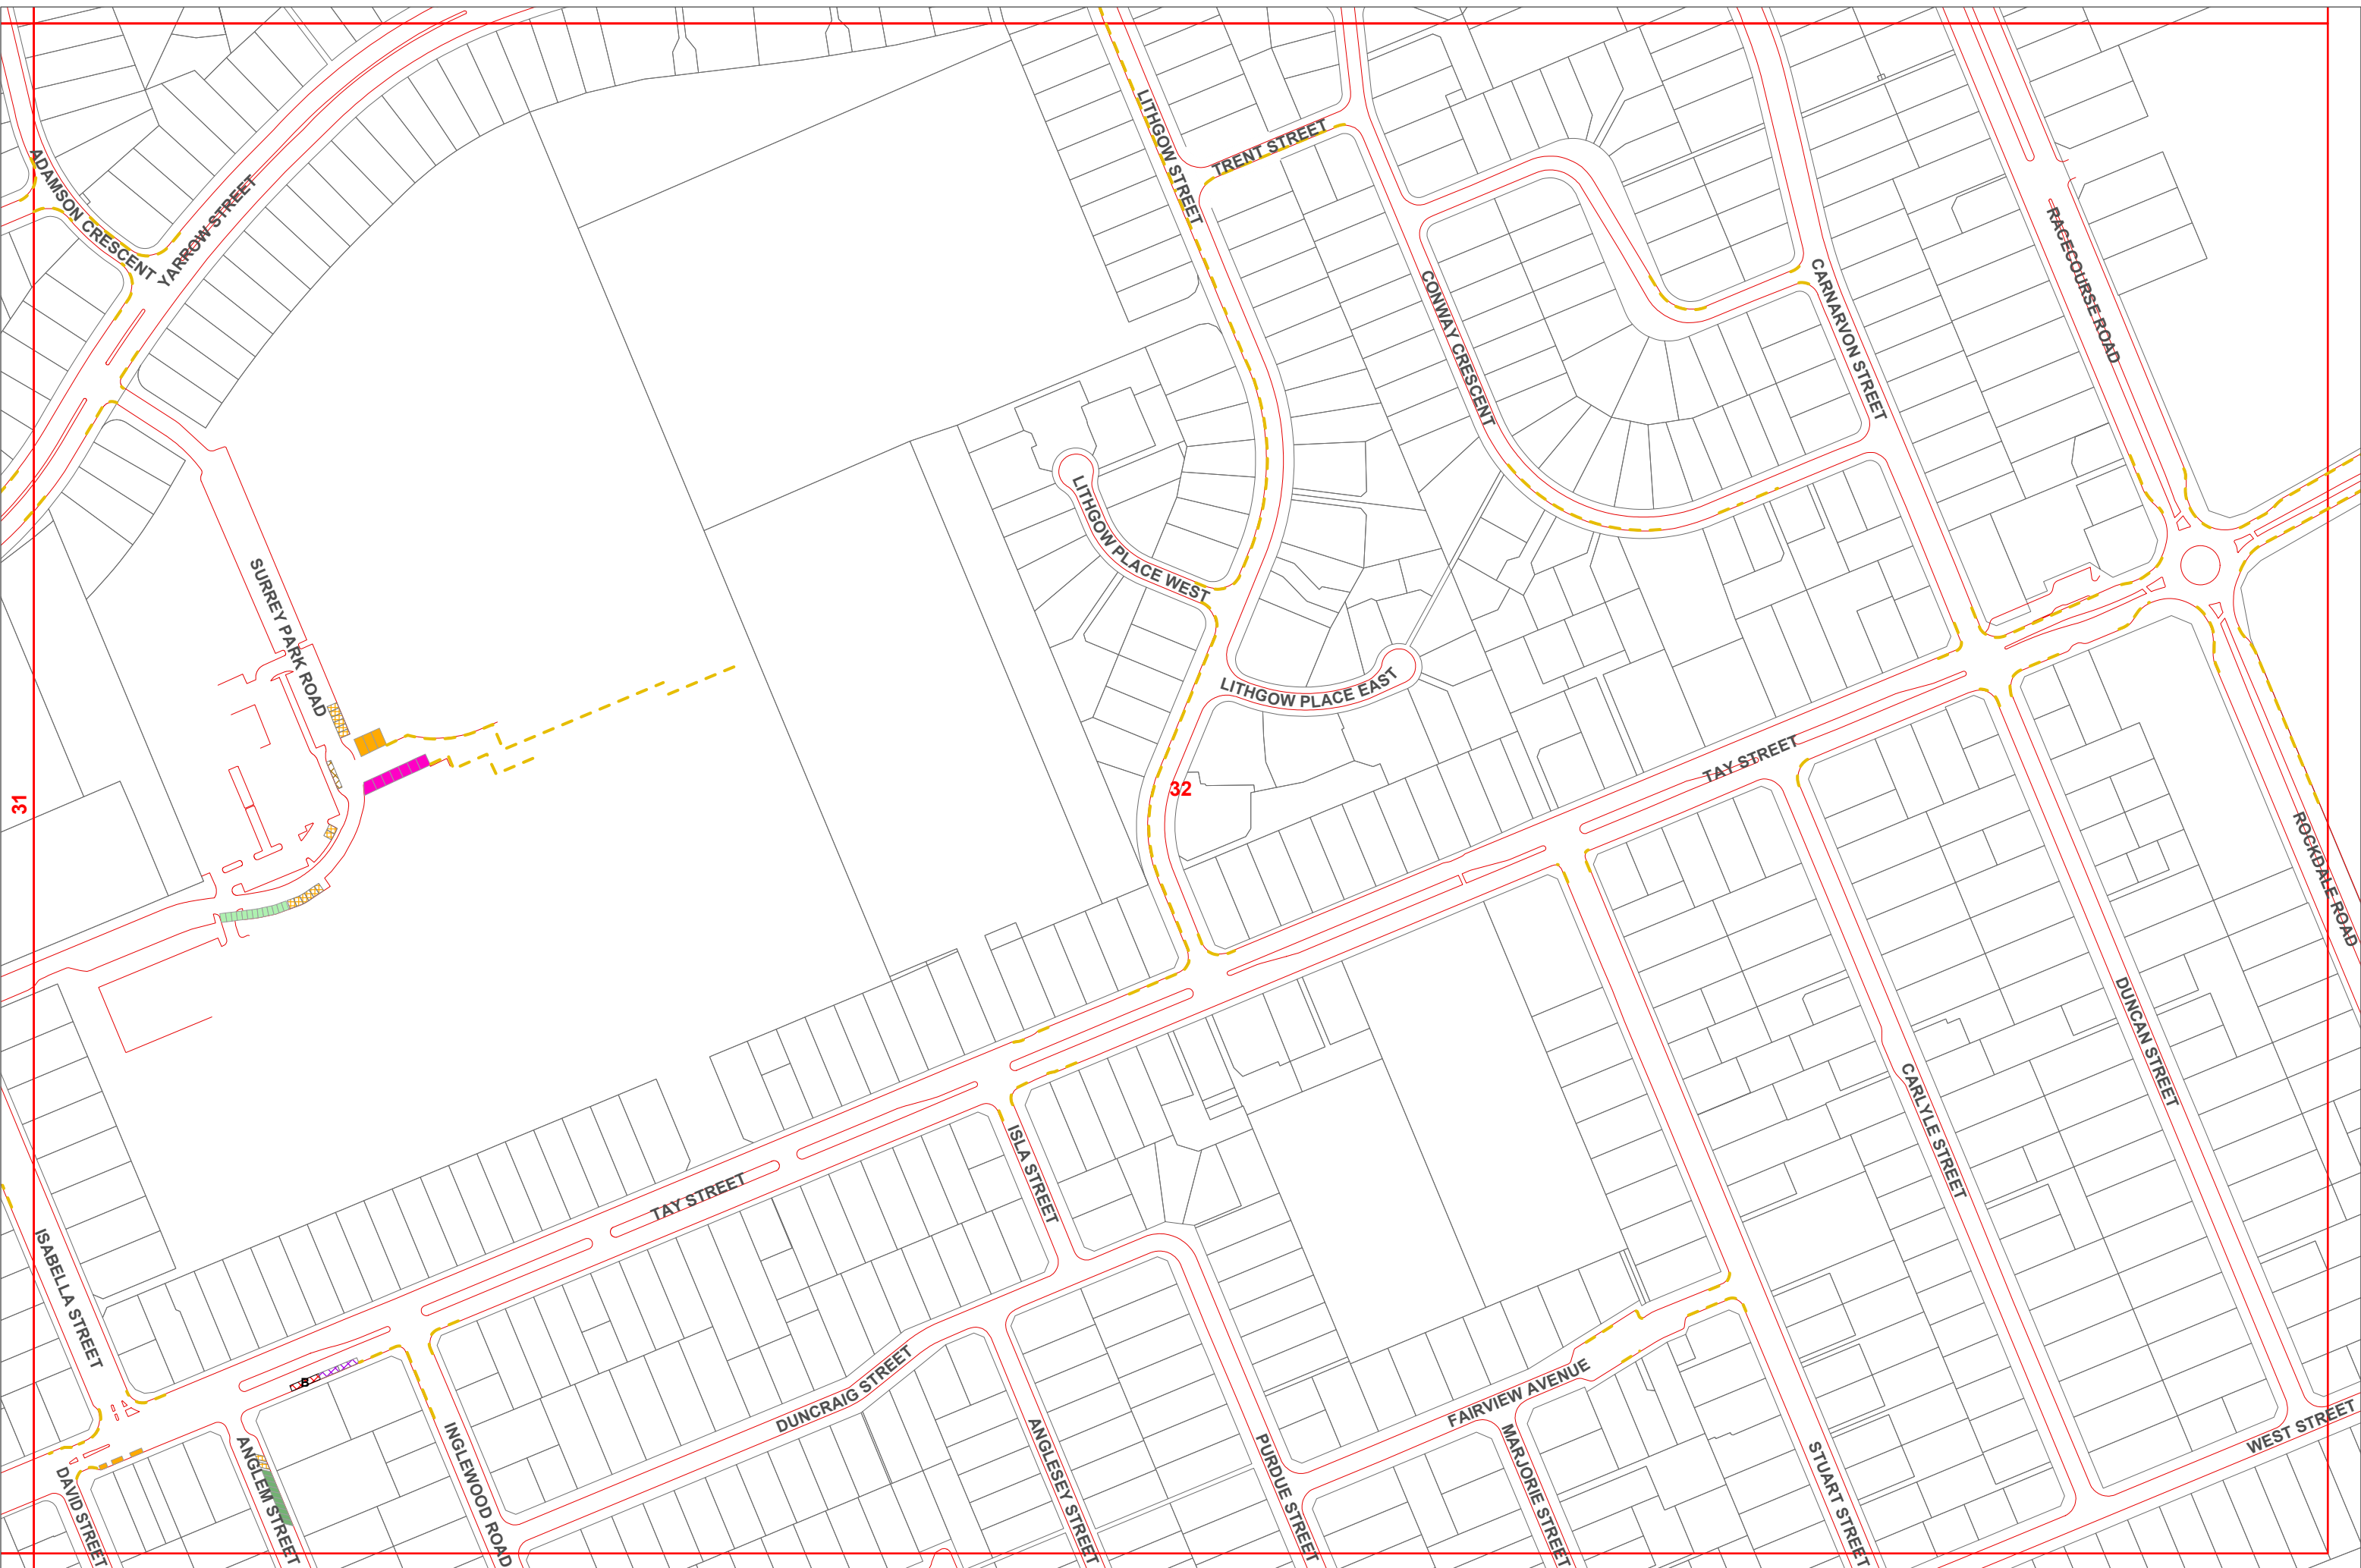 LITHGOW STREET
TRENT STREET
ADAMSON CRESCENT
YARROW STREET
RACECOURSE ROAD
CONWAY CRESCENT
CARNARVON STREET
LITHGOW PLACE WEST
SURREY PARK ROAD
LITHGOW PLACE EAST
TAY STREET
31
32
ROCKDALE ROAD
DUNCAN STREET
CARLYLE STREET
ISLA STREET
TAY STREET
ISABELLA STREET
B
DUNCRAIG STREET
FAIRVIEW AVENUE
WEST STREET
DAVID STREET
ANGLEM STREET
INGLEWOOD ROAD
ANGLESEY STREET
PURDUE STREET
MARJORIE STREET
STUART STREET